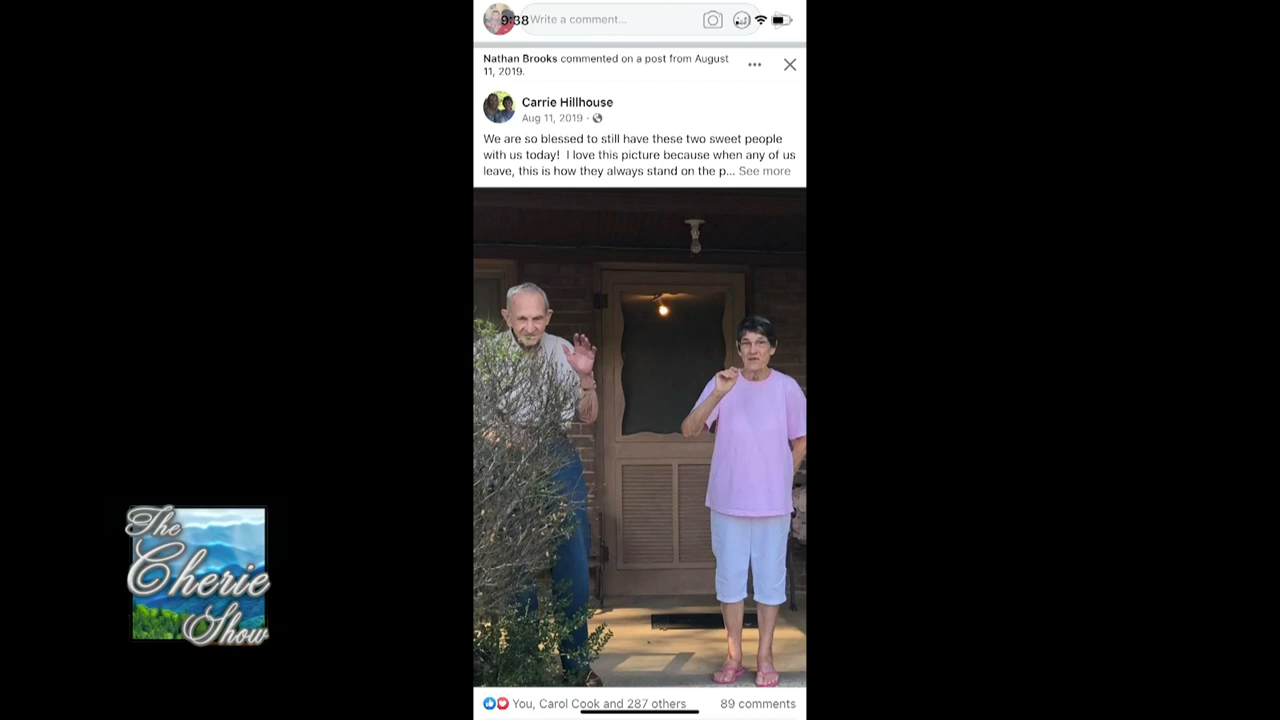 9:38 Write a comment...
Nathan Brooks commented on a post from August
11, 2019.
Carrie Hillhouse
Aug 11, 2019 ·
We are so blessed to still have these two sweet people
with us today! I love this picture because when any of us
leave, this is how they always stand on the p... See more
The
Cherie
Show
You, Carol Cook and 287 others 89 comments